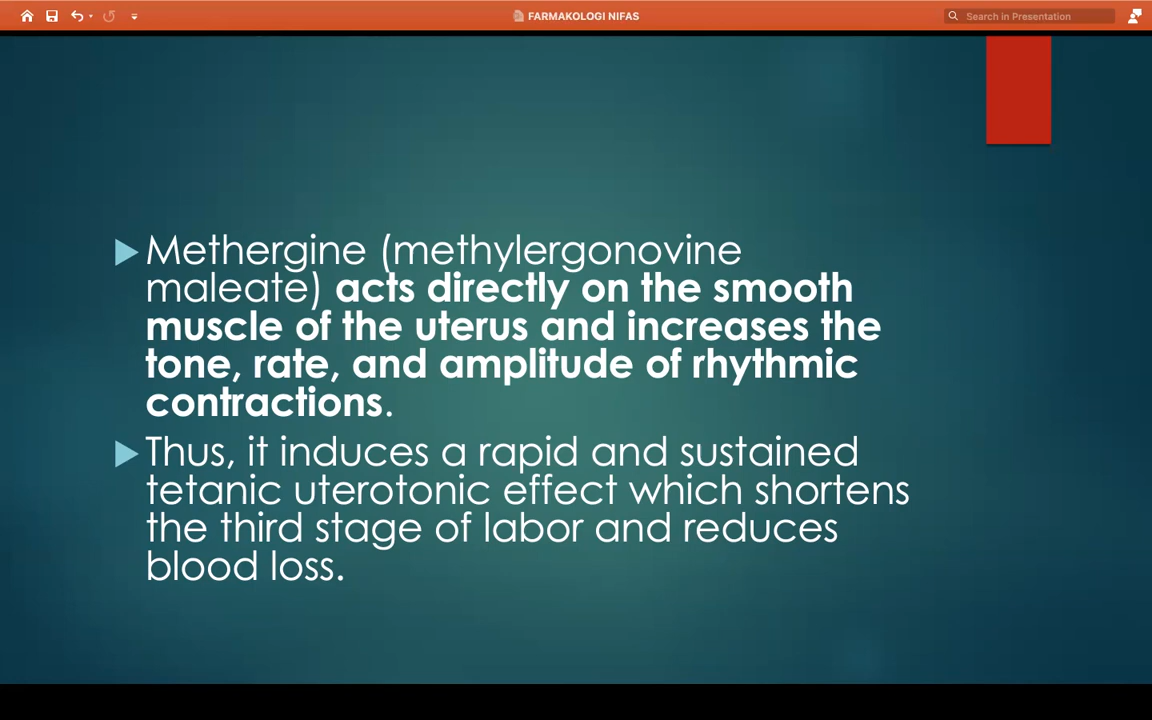 FARMAKOLOGI NIFAS
Search in Presentation
Methergine (methylergonovine
maleate) acts directly on the smooth
muscle of the uterus and increases the
tone, rate, and amplitude of rhythmic
contractions.
Thus, it induces a rapid and sustained
tetanic uterotonic effect which shortens
the third stage of labor and reduces
blood loss.